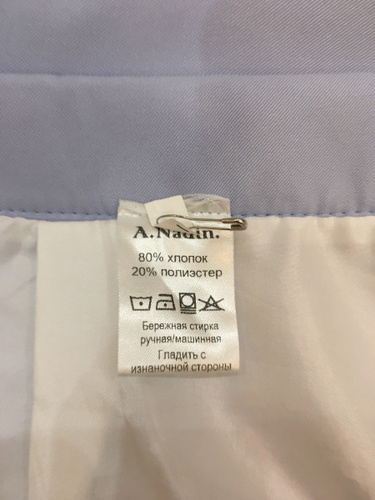 A.Nadin.
80% хлопок
20% полиэстер
Бережная стирка
ручная/машинная
Гладить с
изнаночной стороны